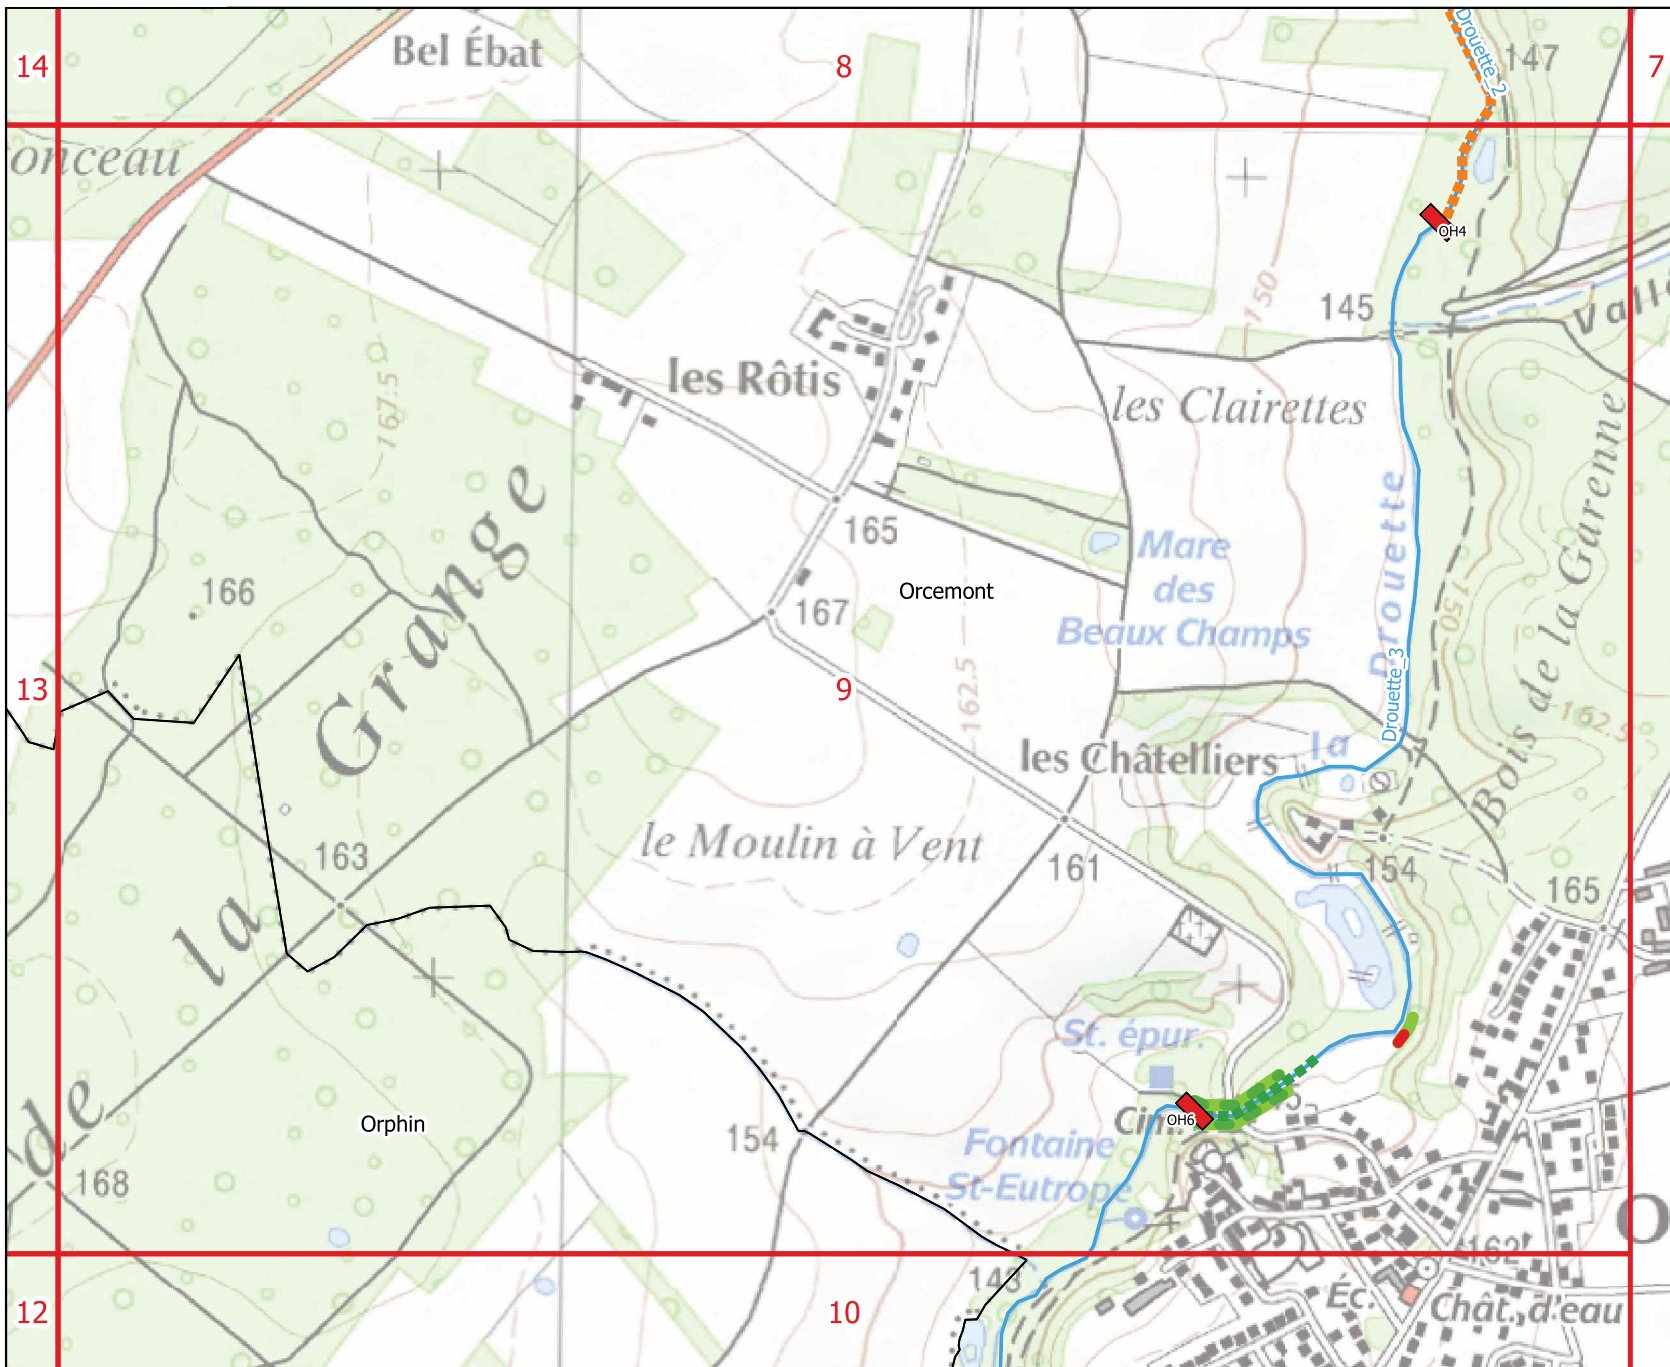 Bel Ébat
14
8
Drouette_2
147
7
onceau
OH4
150
145
Vall
les Rôtis
167.5
les Clairettes
165
Drouette
Mare
des
Beaux Champs
166
167
Orcemont
150
Bois de la Garenne
162.5
Drouette_3
162.5
13
9
la
les Châtelliers
le Moulin à Vent
163
161
154
165
de la Grange
St. épur.
Orphin
OH6
Cim.
154
Fontaine
St-Eutrope
168
O
143
162
12
10
Éc.
Chât. d'eau